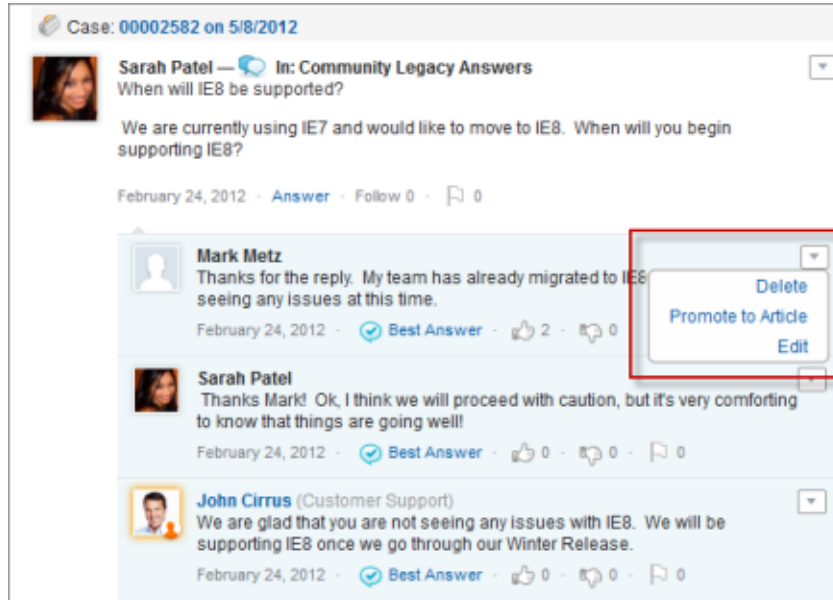 Case: 00002582 on 5/8/2012
Sarah Patel — In: Community Legacy Answers
When will IE8 be supported?
We are currently using IE7 and would like to move to IE8. When will you begin
supporting IE8?
February 24, 2012 · Answer · Follow 0 · 0
Mark Metz
Thanks for the reply. My team has already migrated to IE8
seeing any issues at this time.
Delete
Promote to Article
Edit
February 24, 2012 · Best Answer · 2 · 0
Sarah Patel
Thanks Mark! Ok, I think we will proceed with caution, but it's very comforting
to know that things are going well!
February 24, 2012 · Best Answer · 0 · 0 · 0
John Cirrus (Customer Support)
We are glad that you are not seeing any issues with IE8. We will be
supporting IE8 once we go through our Winter Release.
February 24, 2012 · Best Answer · 0 · 0 · 0